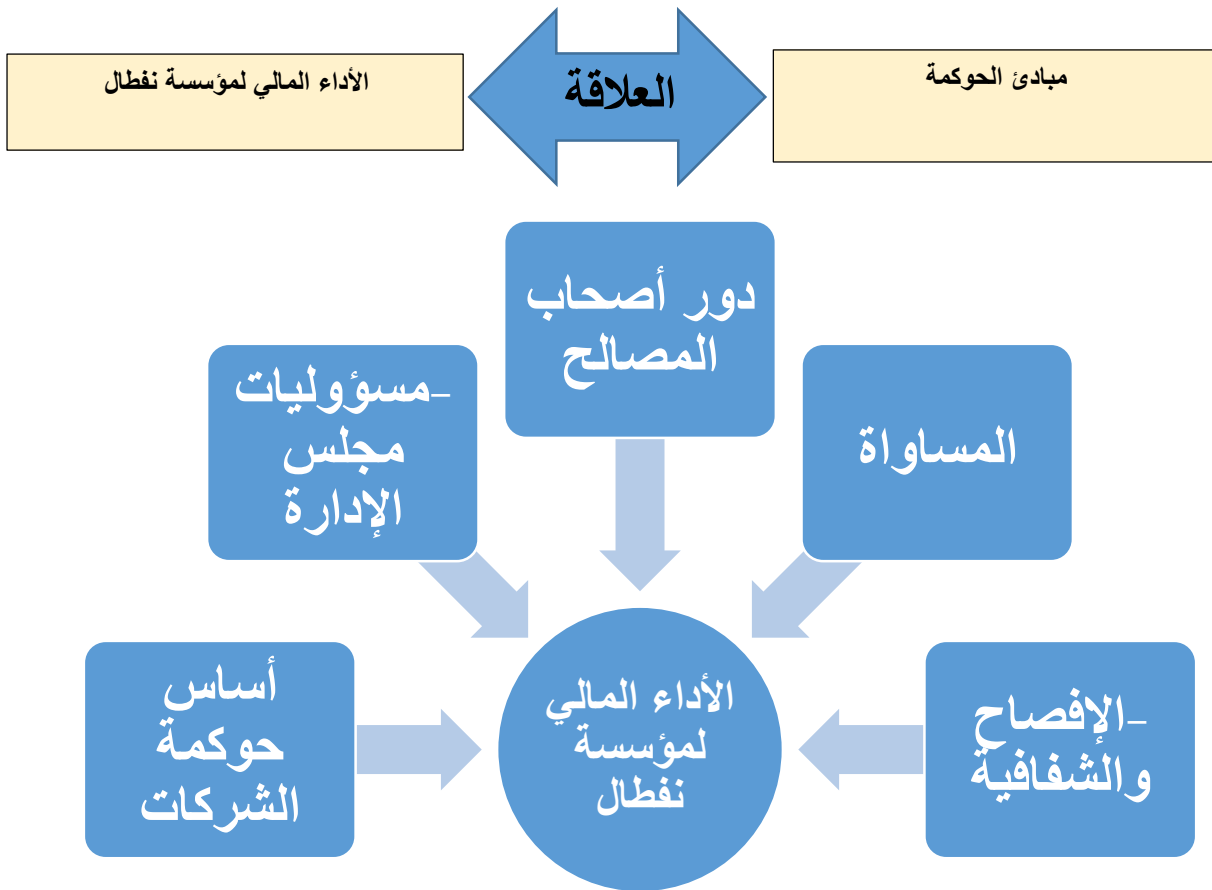 مبادئ الحوكمة
العلاقة
الأداء المالي لمؤسسة نفطال
دور أصحاب
المصالح
المساواة
-مسؤوليات
مجلس
الإدارة
-الإفصاح
والشفافية
الأداء المالي
لمؤسسة
نفطال
أساس
حوكمة
الشركات